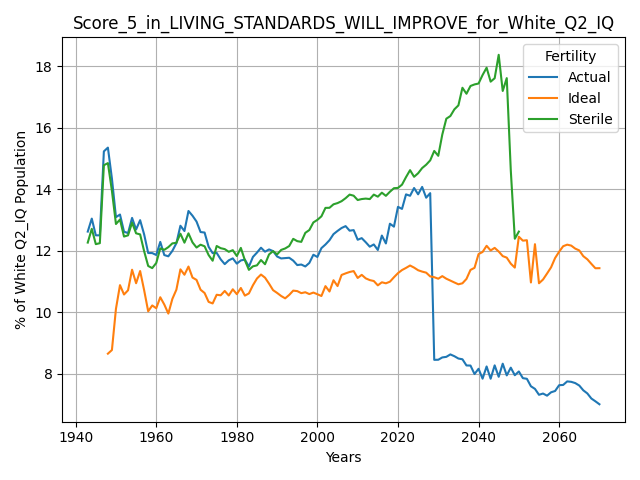 Score_5_in_LIVING_STANDARDS_WILL_IMPROVE_for_White_Q2_IQ
Fertility
Actual
Ideal
Sterile
% of White Q2_IQ Population
18
16
14
12
10
8
1940 1960 1980 2000 2020 2040 2060
Years